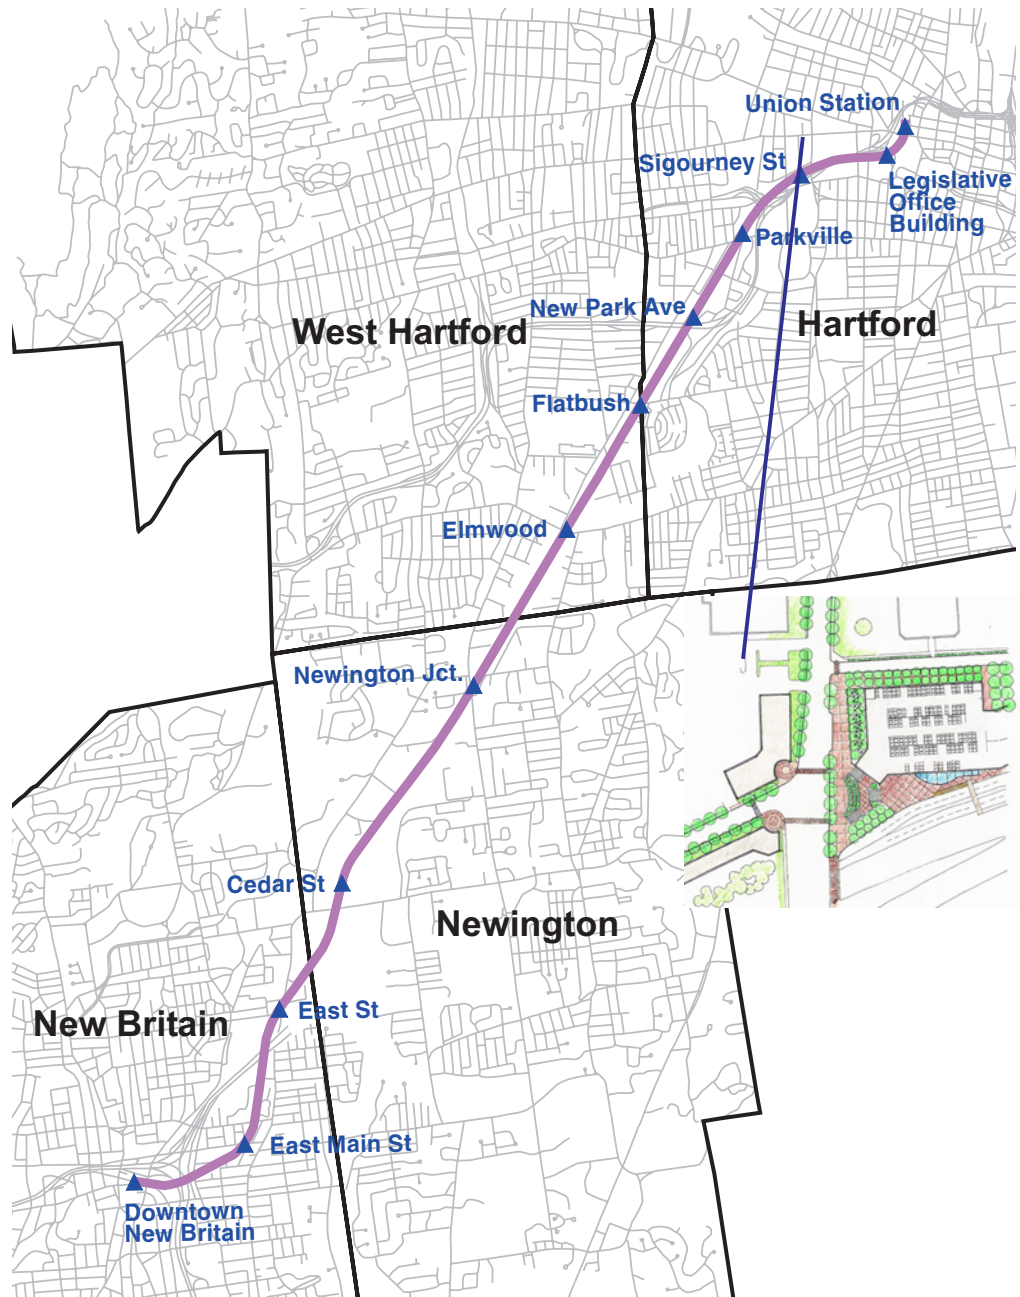 Union Station
Sigourney St
Legislative
Office
Building
Parkville
New Park Ave
West Hartford
Hartford
Flatbush
Elmwood
Newington Jct.
Cedar St
Newington
East St
New Britain
East Main St
Downtown
New Britain